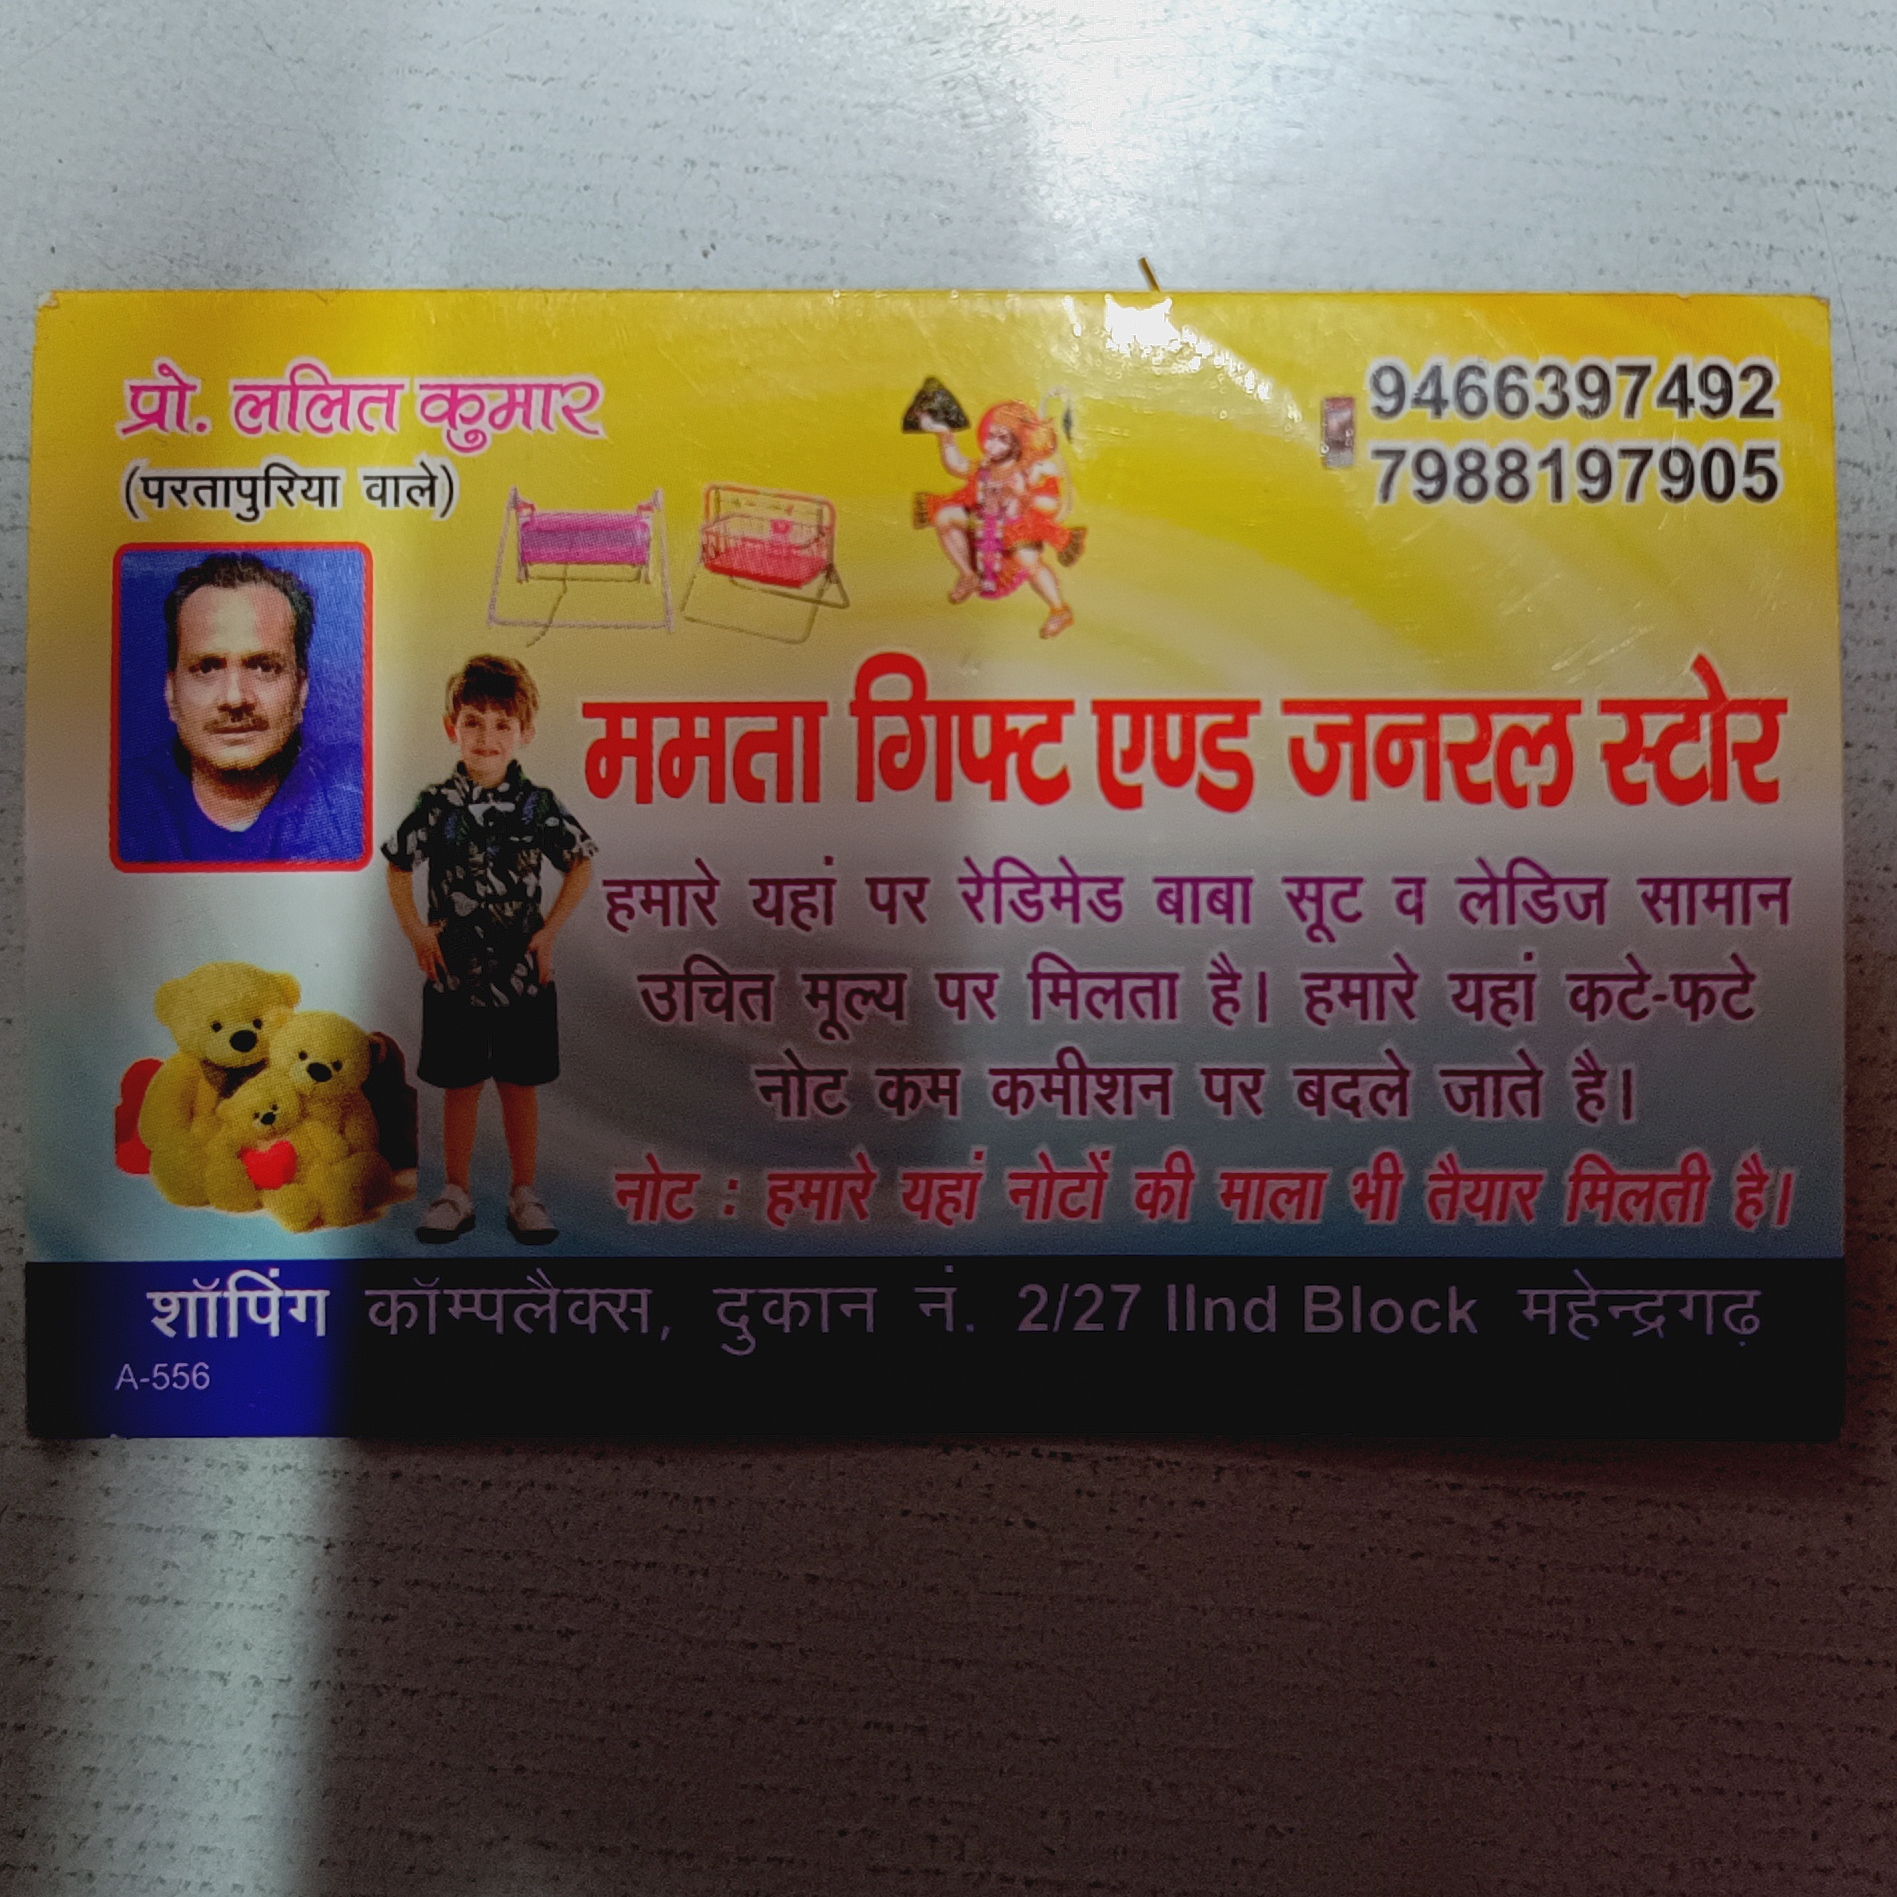 प्रो. ललित कुमार
(परतापुरिया वाले)
9466397492
7988197905
ममता गिफ्ट एण्ड जनरल स्टोर
हमारे यहां पर रेडिमेड बाबा सूट व लेडिज सामान
उचित मूल्य पर मिलता है। हमारे यहां कटे-फटे
नोट कम कमीशन पर बदले जाते है।
नोट : हमारे यहां नोटों की माला भी तैयार मिलती है।
शॉपिंग कॉम्पलैक्स, दुकान नं. 2/27 IInd Block महेन्द्रगढ़
A-556